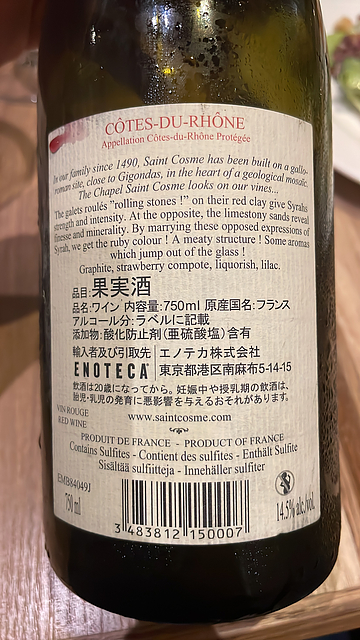 CÔTES-DU-RHÔNE
Appellation Côtes-du-Rhône Protégée
In our family since 1490, Saint Cosme has been built on a gallo-
roman site, close to Gigondas, in the heart of a geological mosaic.
The Chapel Saint Cosme looks on our vines...
The galets roulés "rolling stones !" on their red clay give Syrahs
strength and intensity. At the opposite, the limestony sands reveal
finesse and minerality. By marrying these opposed expressions of
Syrah, we get the ruby colour ! A meaty structure ! Some aromas
which jump out of the glass !
Graphite, strawberry compote, liquorish, lilac.
品目:果実酒
品名:ワイン 内容量:750ml 原産国名:フランス
アルコール分:ラベルに記載
添加物:酸化防止剤(亜硫酸塩)含有
輸入者及び引取先 エノテカ株式会社
ENOTECA 東京都港区南麻布5-14-15
飲酒は20歳になってから。妊娠中や授乳期の飲酒は、
胎児・乳児の発育に悪影響を与えるおそれがあります。
VIN ROUGE
RED WINE
www.saintcosme.com
PRODUIT DE FRANCE - PRODUCT OF FRANCE
Contains Sulfites - Contient des sulfites - Enthält Sulfite
Sisältää sulfiitteja - Innehåller sulfiter
EMB84049J
750 ml
14.5% alc./vol.
3 483812 150007